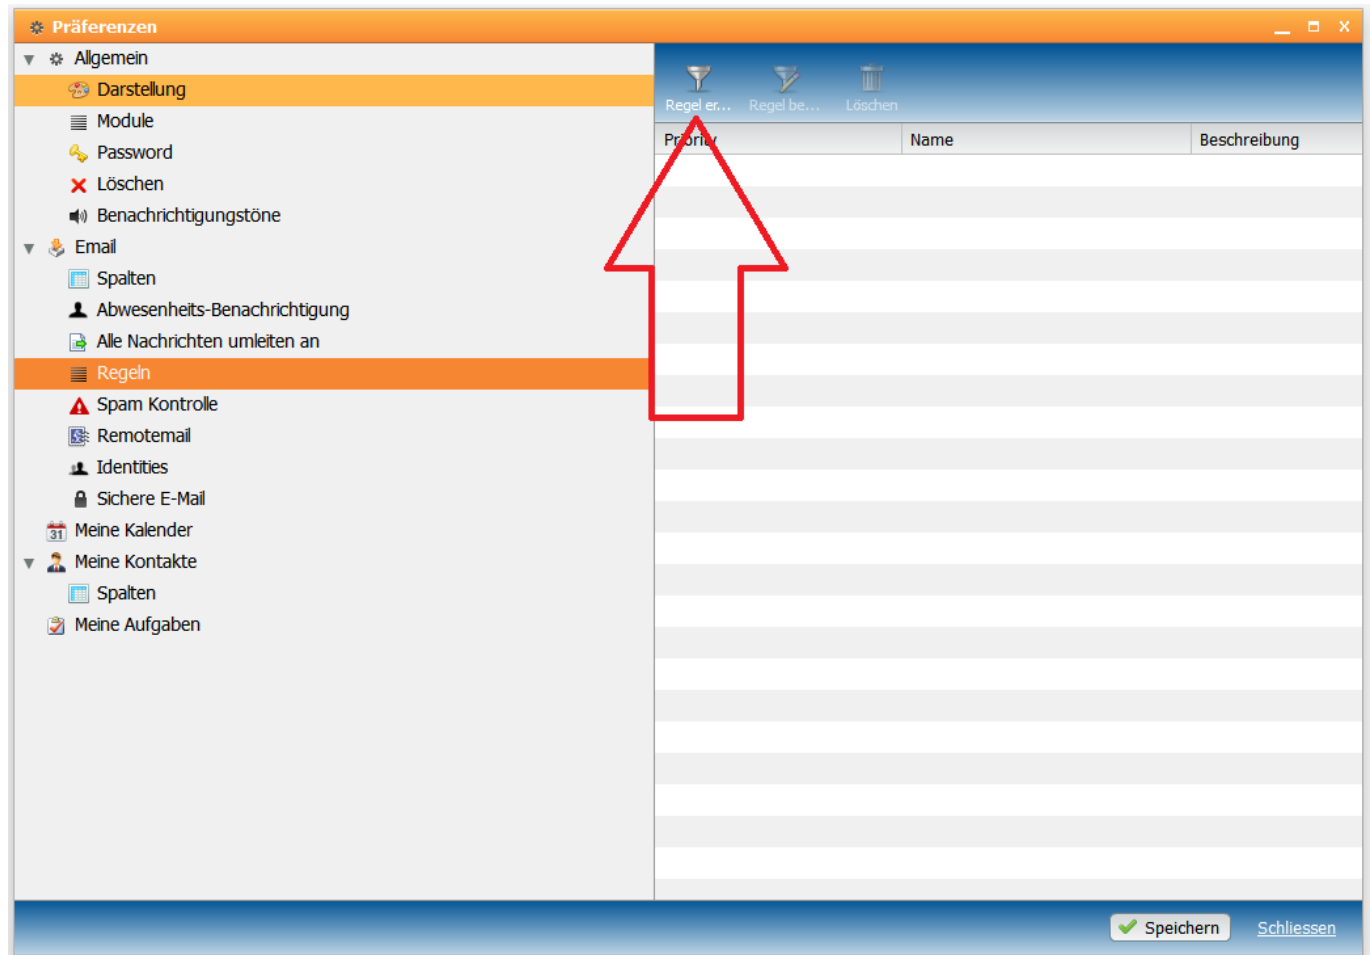 Präferenzen
Allgemein
Darstellung
Module
Password
Löschen
Benachrichtigungstöne
Email
Spalten
Abwesenheits-Benachrichtigung
Alle Nachrichten umleiten an
Regeln
Spam Kontrolle
Remotemail
Identities
Sichere E-Mail
31 Meine Kalender
Meine Kontakte
Spalten
Meine Aufgaben
Regel er... Regel be... Löschen
Priority Name Beschreibung
Speichern Schliessen